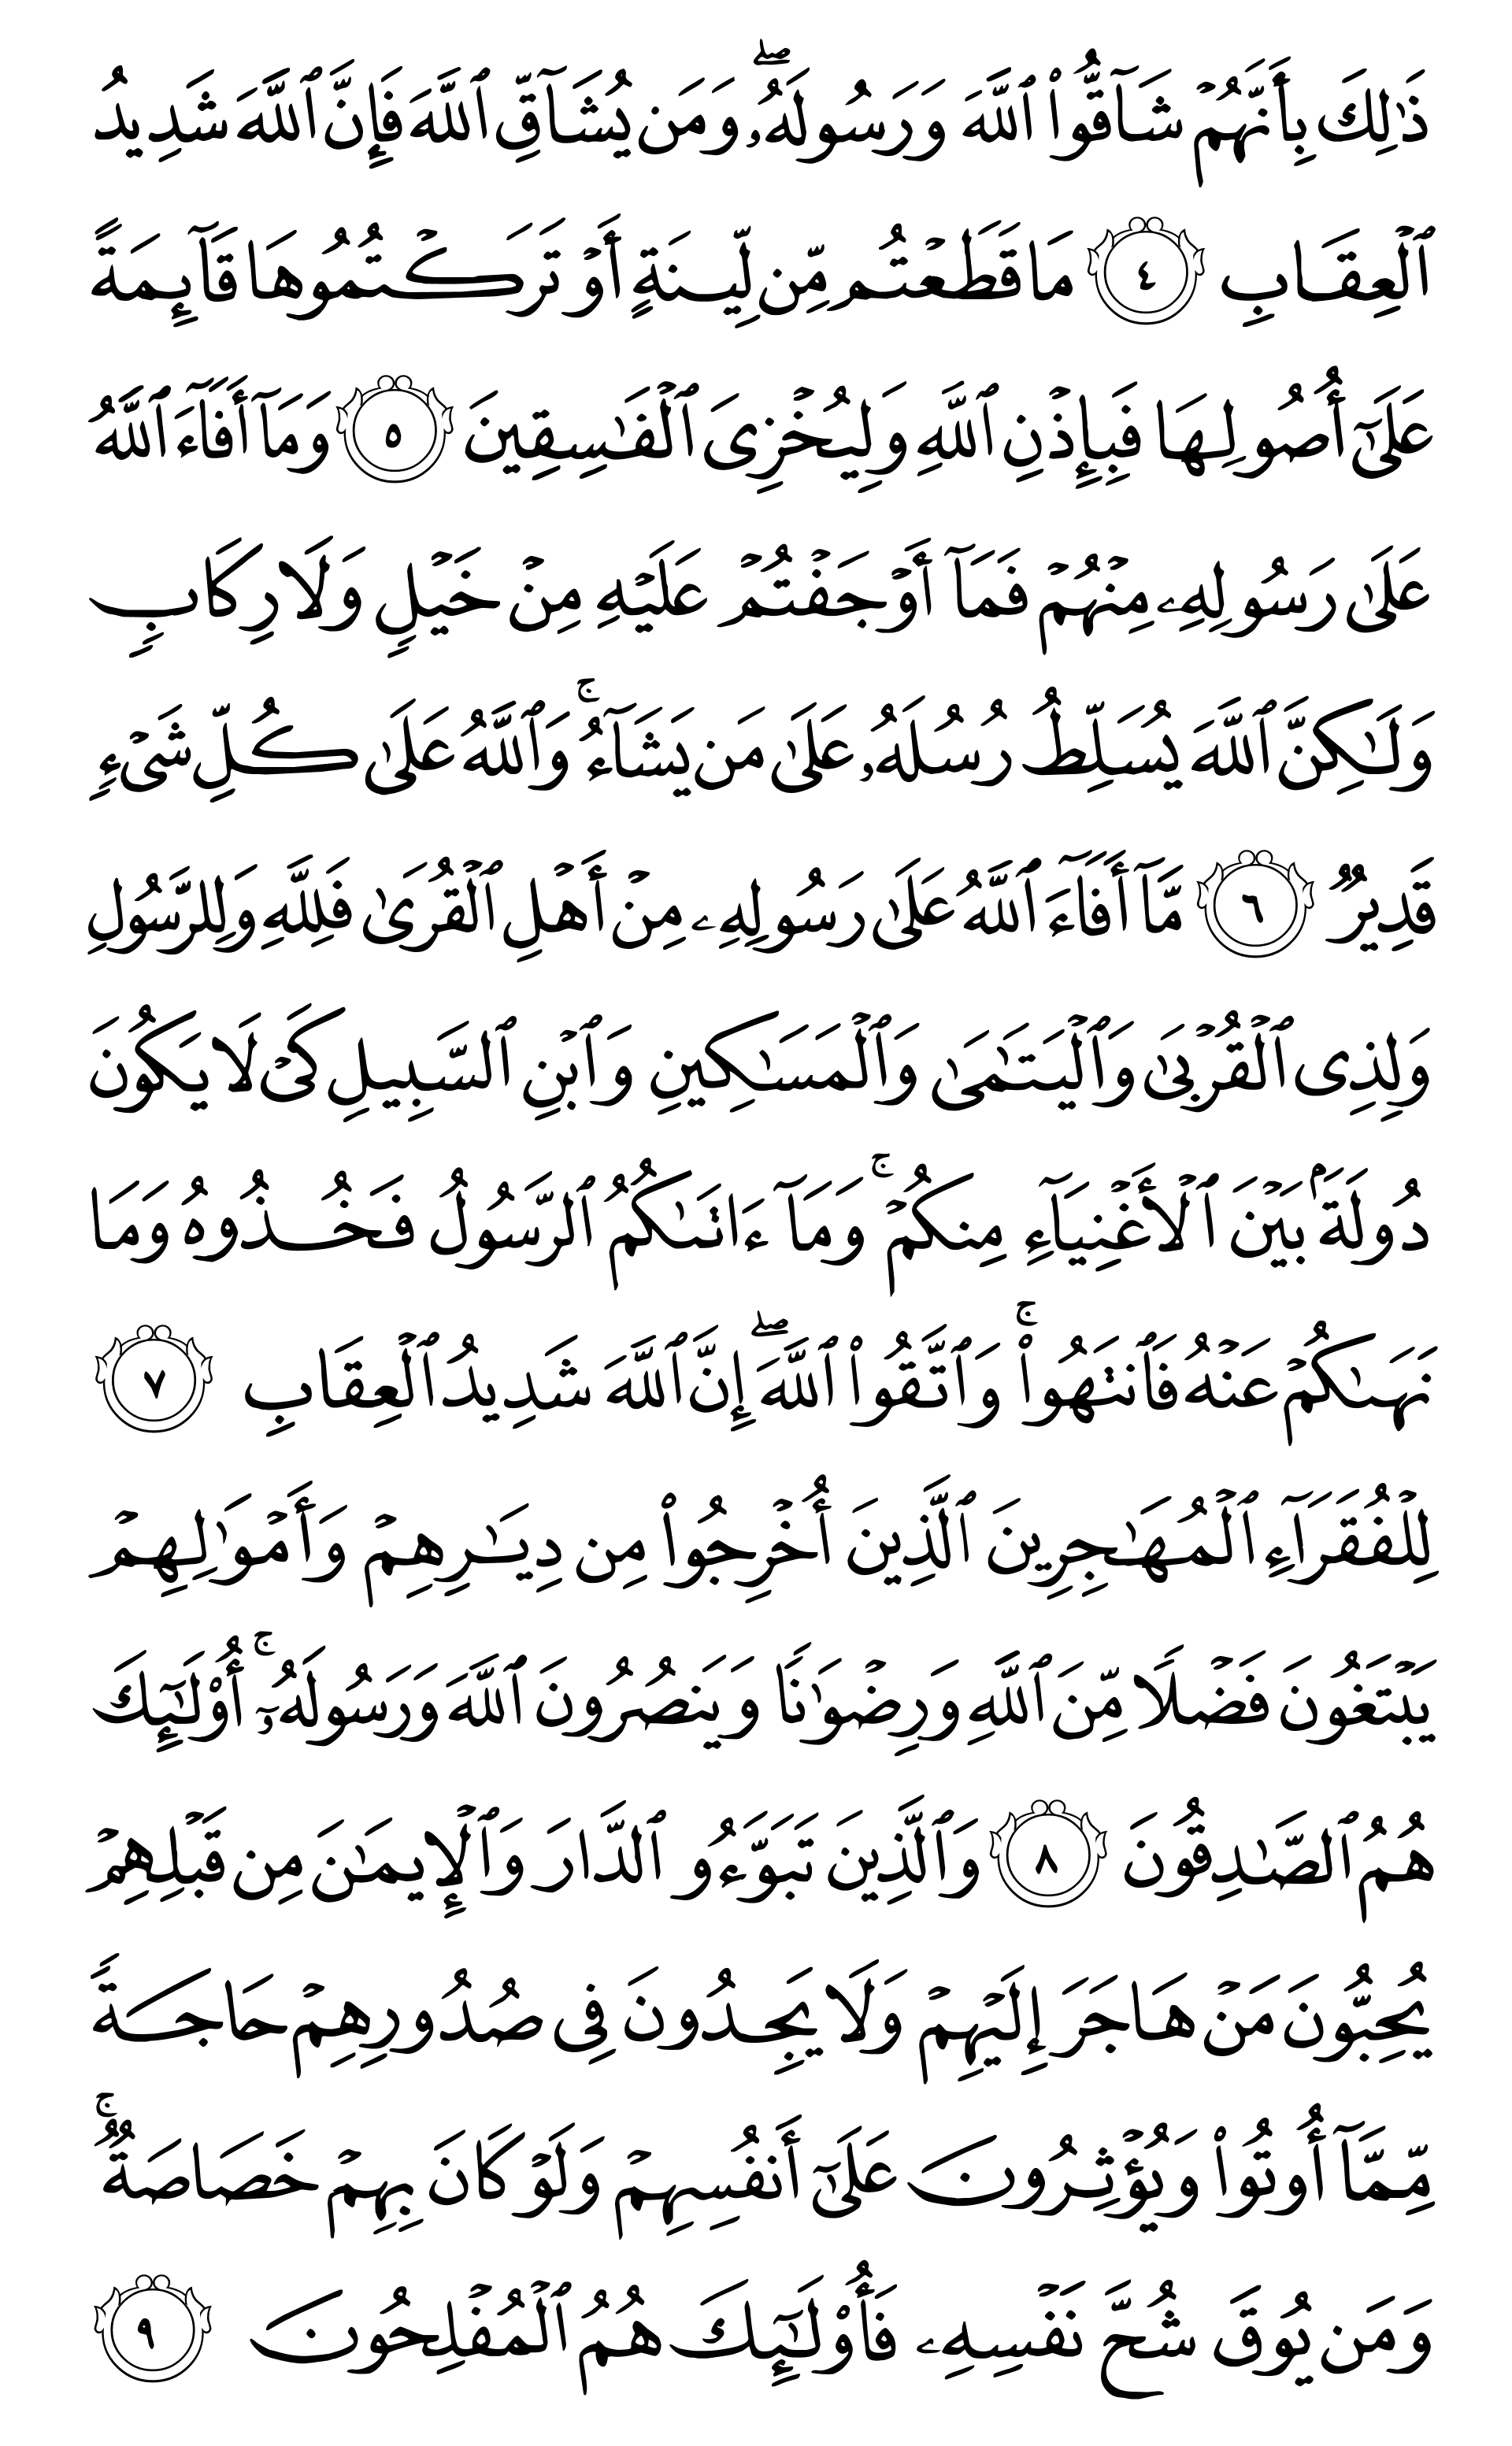 ذَٰلِكَ بِأَنَّهُمۡ شَآقُّواْ ٱللَّهَ وَرَسُولَهُۥۖ وَمَن يُشَآقِّ ٱللَّهَ فَإِنَّ ٱللَّهَ شَدِيدُ
ٱلۡعِقَابِ ٤ مَا قَطَعۡتُم مِّن لِّينَةٍ أَوۡ تَرَكۡتُمُوهَا قَآئِمَةً
عَلَىٰٓ أُصُولِهَا فَبِإِذۡنِ ٱللَّهِ وَلِيُخۡزِيَ ٱلۡفَٰسِقِينَ ٥ وَمَآ أَفَآءَ ٱللَّهُ
عَلَىٰ رَسُولِهِۦ مِنۡهُمۡ فَمَآ أَوۡجَفۡتُمۡ عَلَيۡهِ مِنۡ خَيۡلٖ وَلَا رِكَابٖ
وَلَٰكِنَّ ٱللَّهَ يُسَلِّطُ رُسُلَهُۥ عَلَىٰ مَن يَشَآءُۚ وَٱللَّهُ عَلَىٰ كُلِّ شَيۡءٖ
قَدِيرٞ ٦ مَّآ أَفَآءَ ٱللَّهُ عَلَىٰ رَسُولِهِۦ مِنۡ أَهۡلِ ٱلۡقُرَىٰ فَلِلَّهِ وَلِلرَّسُولِ
وَلِذِي ٱلۡقُرۡبَىٰ وَٱلۡيَتَٰمَىٰ وَٱلۡمَسَٰكِينِ وَٱبۡنِ ٱلسَّبِيلِ كَيۡ لَا يَكُونَ
دُولَةَۢ بَيۡنَ ٱلۡأَغۡنِيَآءِ مِنكُمۡۚ وَمَآ ءَاتَىٰكُمُ ٱلرَّسُولُ فَخُذُوهُ وَمَا
نَهَىٰكُمۡ عَنۡهُ فَٱنتَهُواْۚ وَٱتَّقُواْ ٱللَّهَۖ إِنَّ ٱللَّهَ شَدِيدُ ٱلۡعِقَابِ ٧
لِلۡفُقَرَآءِ ٱلۡمُهَٰجِرِينَ ٱلَّذِينَ أُخۡرِجُواْ مِن دِيَٰرِهِمۡ وَأَمۡوَٰلِهِمۡ
يَبۡتَغُونَ فَضۡلٗا مِّنَ ٱللَّهِ وَرِضۡوَٰنٗا وَيَنصُرُونَ ٱللَّهَ وَرَسُولَهُۥٓۚ أُوْلَٰٓئِكَ
هُمُ ٱلصَّٰدِقُونَ ٨ وَٱلَّذِينَ تَبَوَّءُو ٱلدَّارَ وَٱلۡإِيمَٰنَ مِن قَبۡلِهِمۡ
يُحِبُّونَ مَنۡ هَاجَرَ إِلَيۡهِمۡ وَلَا يَجِدُونَ فِي صُدُورِهِمۡ حَاجَةٗ
مِّمَّآ أُوتُواْ وَيُؤۡثِرُونَ عَلَىٰٓ أَنفُسِهِمۡ وَلَوۡ كَانَ بِهِمۡ خَصَاصَةٞۚ
وَمَن يُوقَ شُحَّ نَفۡسِهِۦ فَأُوْلَٰٓئِكَ هُمُ ٱلۡمُفۡلِحُونَ ٩